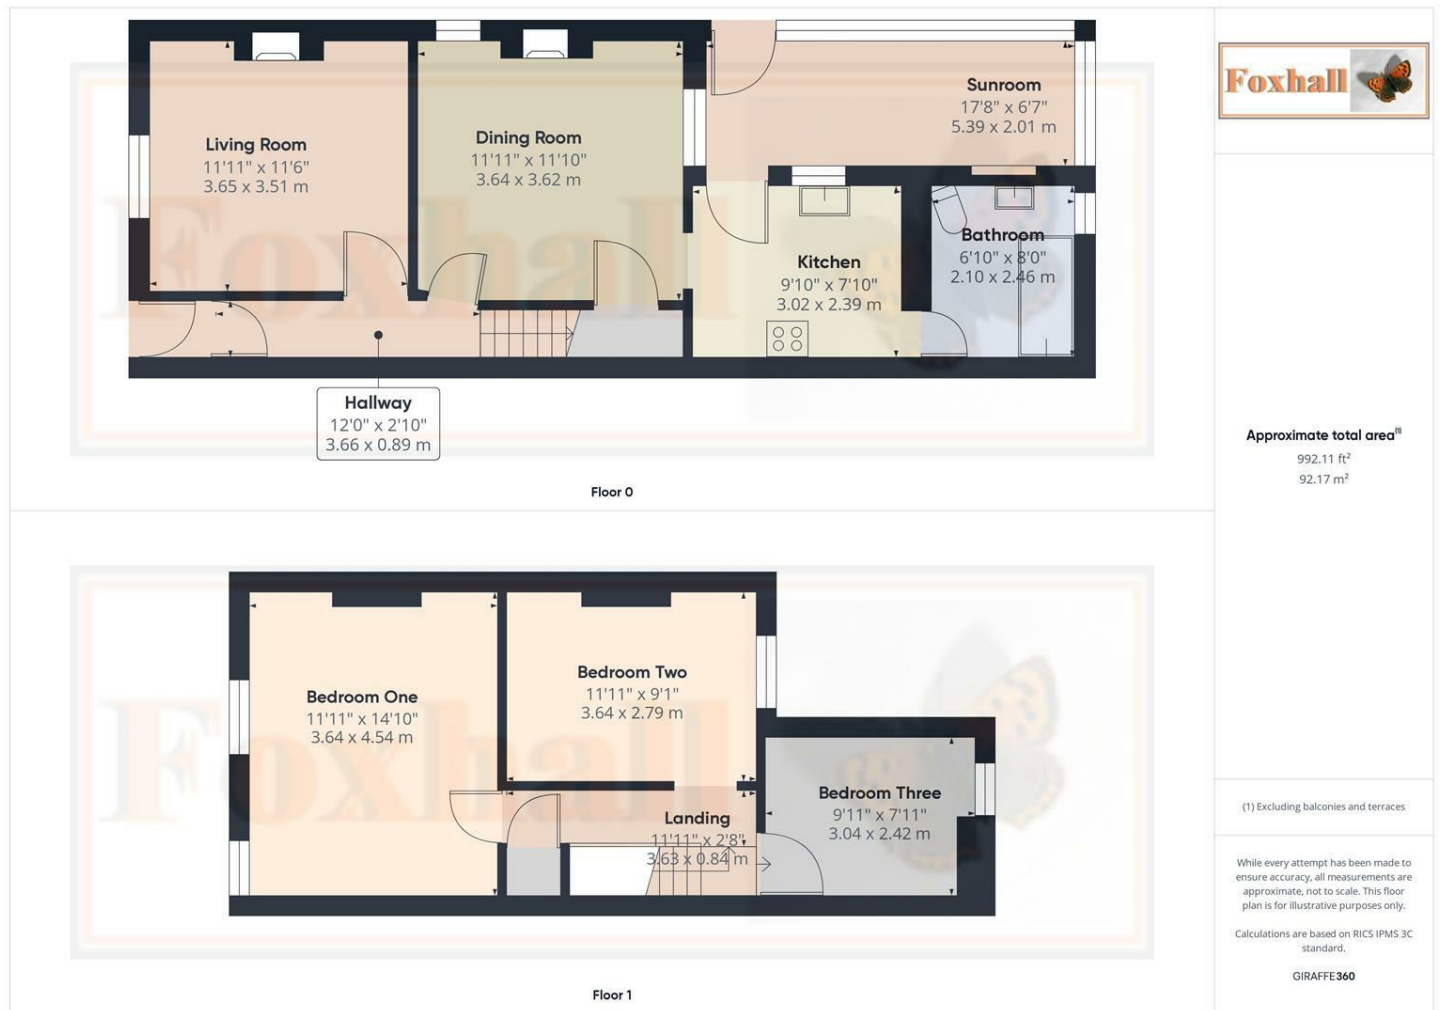 Living Room
11'11" x 11'6"
3.65 x 3.51 m
Dining Room
11'11" x 11'10"
3.64 x 3.62 m
Sunroom
17'8" x 6'7"
5.39 x 2.01 m
Kitchen
9'10" x 7'10"
3.02 x 2.39 m
Bathroom
6'10" x 8'0"
2.10 x 2.46 m
Hallway
12'0" x 2'10"
3.66 x 0.89 m
Foxhall
Floor 0
Bedroom One
11'11" x 14'10"
3.64 x 4.54 m
Bedroom Two
11'11" x 9'1"
3.64 x 2.79 m
Landing
11'11" x 2'8"
3.63 x 0.84 m
Bedroom Three
9'11" x 7'11"
3.04 x 2.42 m
Foxhall
Floor 1
Foxhall
Approximate total area(1)
992.11 ft²
92.17 m²
(1) Excluding balconies and terraces
While every attempt has been made to
ensure accuracy, all measurements are
approximate, not to scale. This floor
plan is for illustrative purposes only.
Calculations are based on RICS IPMS 3C
standard.
GIRAFFE360